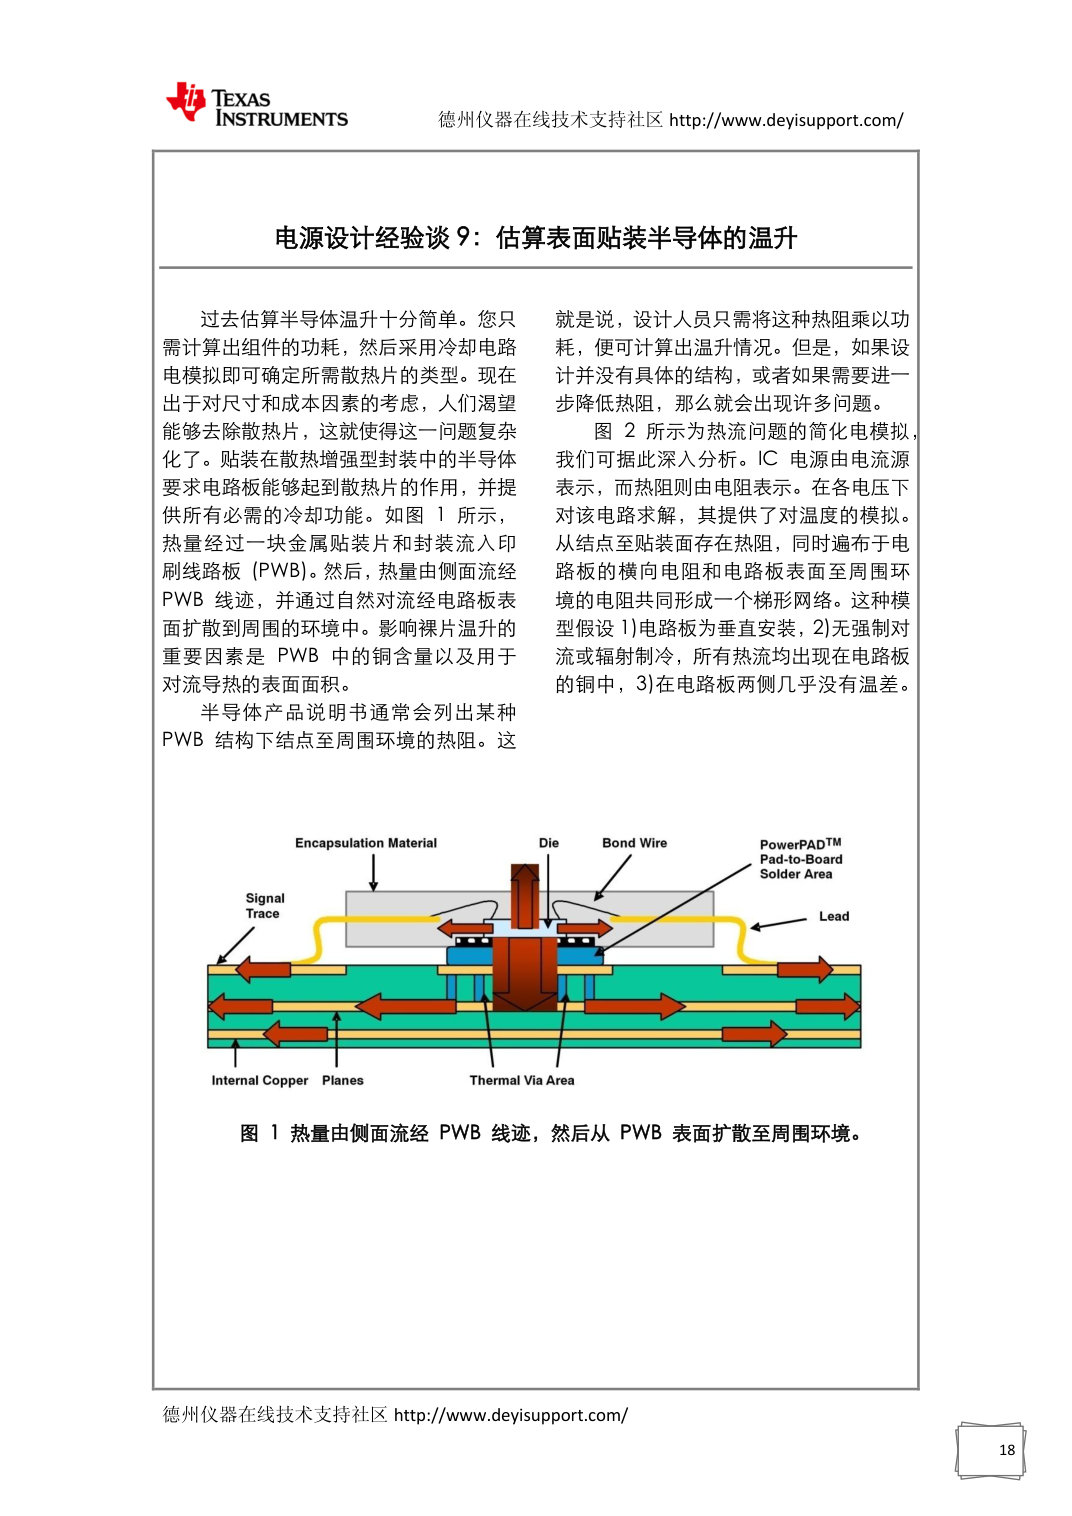 TEXAS
INSTRUMENTS
德州仪器在线技术支持社区 http://www.deyisupport.com/
电源设计经验谈 9：估算表面贴装半导体的温升
过去估算半导体温升十分简单。您只
需计算出组件的功耗，然后采用冷却电路
电模拟即可确定所需散热片的类型。现在
出于对尺寸和成本因素的考虑，人们渴望
能够去除散热片，这就使得这一问题复杂
化了。贴装在散热增强型封装中的半导体
要求电路板能够起到散热片的作用，并提
供所有必需的冷却功能。如图 1 所示，
热量经过一块金属贴装片和封装流入印
刷线路板 (PWB)。然后，热量由侧面流经
PWB 线迹，并通过自然对流经电路板表
面扩散到周围的环境中。影响裸片温升的
重要因素是 PWB 中的铜含量以及用于
对流导热的表面面积。
半导体产品说明书通常会列出某种
PWB 结构下结点至周围环境的热阻。这
就是说，设计人员只需将这种热阻乘以功
耗，便可计算出温升情况。但是，如果设
计并没有具体的结构，或者如果需要进一
步降低热阻，那么就会出现许多问题。
图 2 所示为热流问题的简化电模拟，
我们可据此深入分析。IC 电源由电流源
表示，而热阻则由电阻表示。在各电压下
对该电路求解，其提供了对温度的模拟。
从结点至贴装面存在热阻，同时遍布于电
路板的横向电阻和电路板表面至周围环
境的电阻共同形成一个梯形网络。这种模
型假设 1)电路板为垂直安装，2)无强制对
流或辐射制冷，所有热流均出现在电路板
的铜中，3)在电路板两侧几乎没有温差。
Encapsulation Material
Die
Bond Wire
PowerPAD™
Pad-to-Board
Solder Area
Signal
Trace
Lead
Internal Copper Planes
Thermal Via Area
图 1 热量由侧面流经 PWB 线迹，然后从 PWB 表面扩散至周围环境。
德州仪器在线技术支持社区 http://www.deyisupport.com/
18